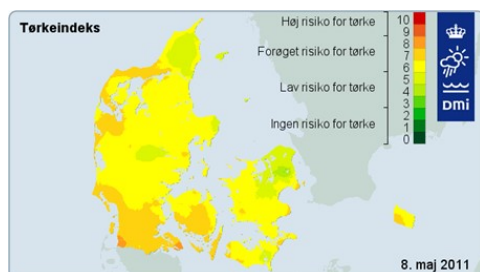 Tørkeindeks
Høj risiko for tørke
Forøget risiko for tørke
Lav risiko for tørke
Ingen risiko for tørke
10
9
8
7
6
5
4
3
2
1
0
DMi
8. maj 2011